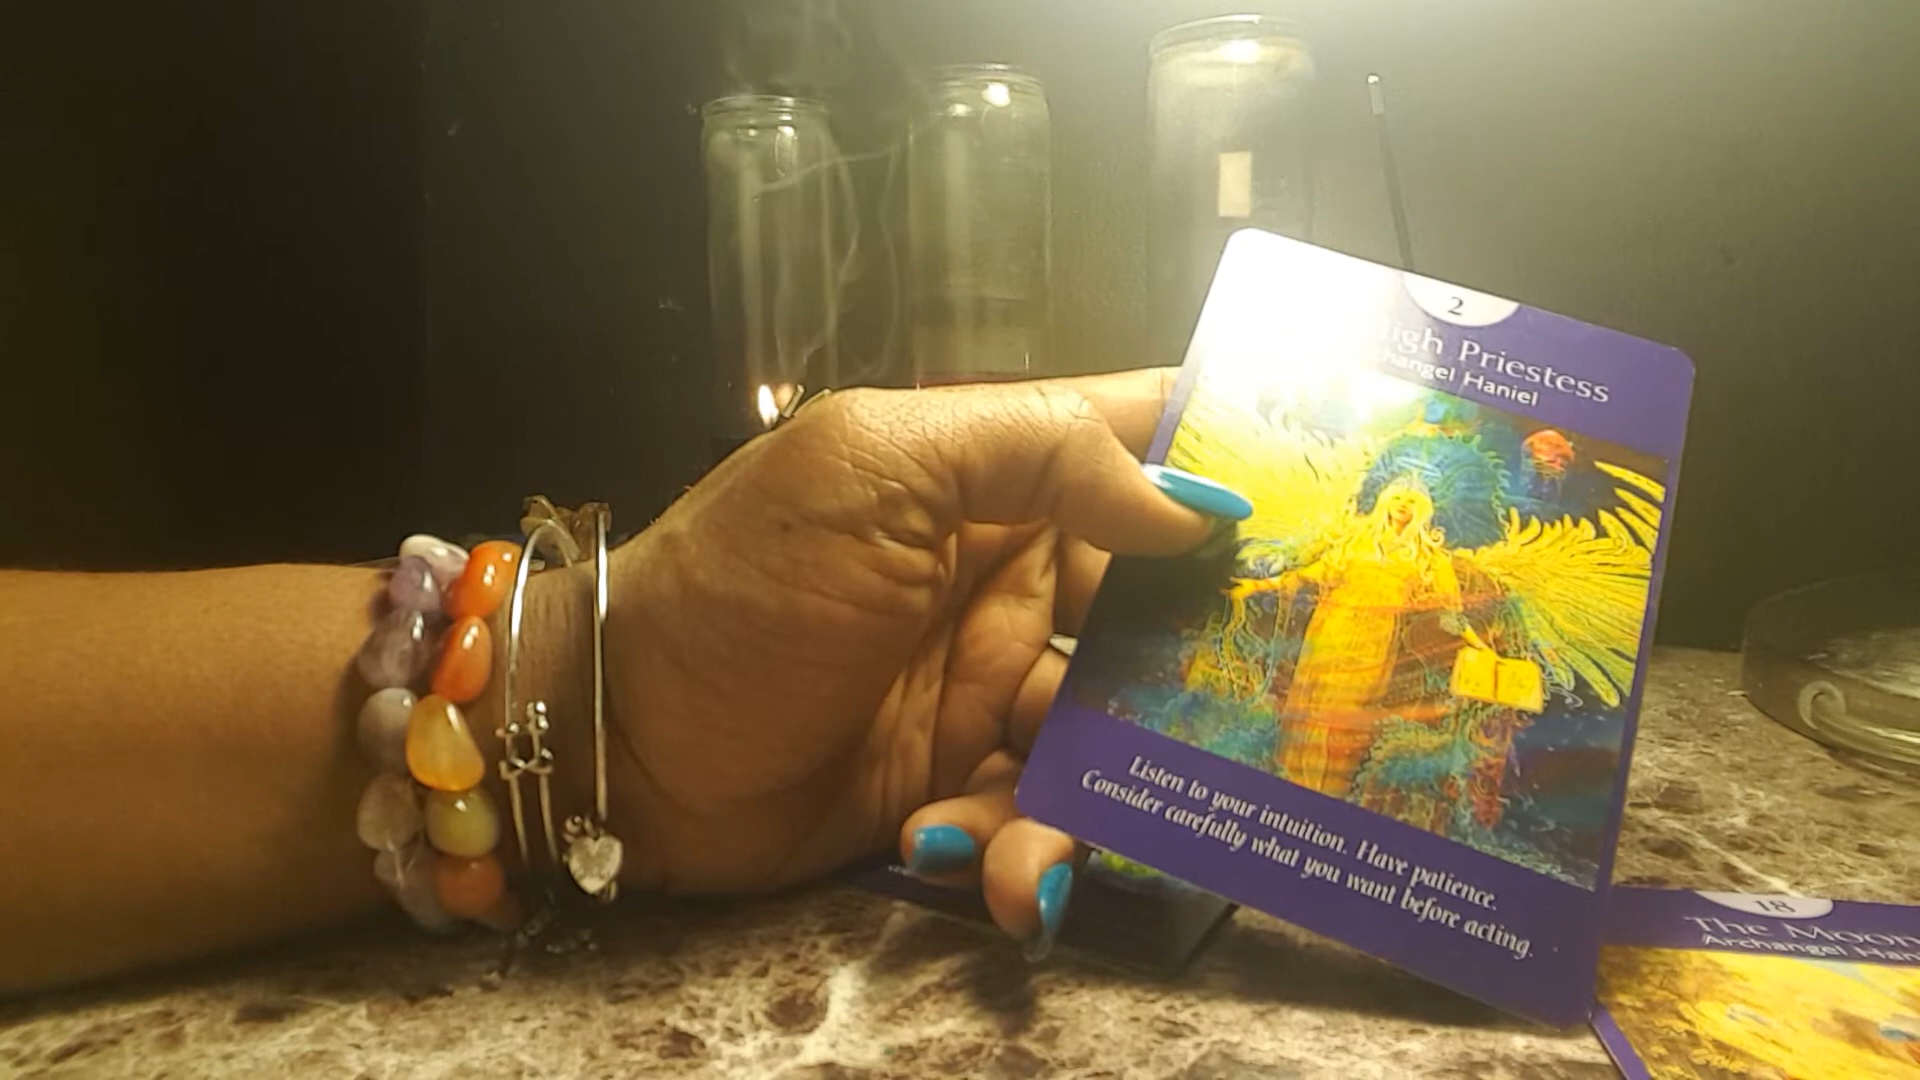 2
High Priestess
Archangel Haniel
Listen to your intuition. Have patience.
Consider carefully what you want before acting.
18
The Moon
Archangel